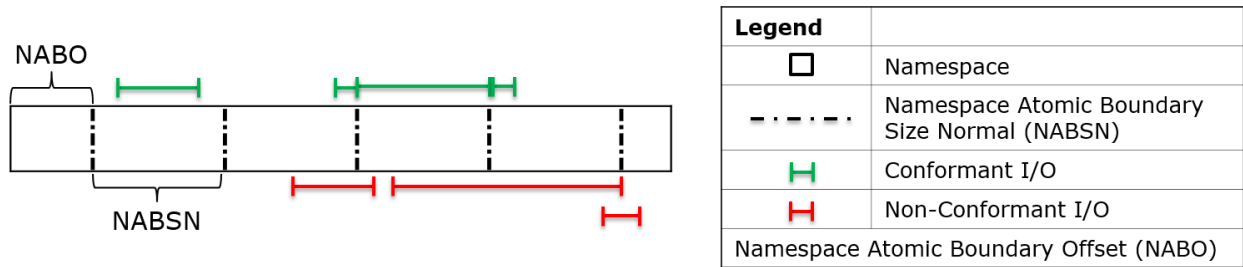 NABO
NABSN
Legend
Namespace
Namespace Atomic Boundary
Size Normal (NABSN)
Conformant I/O
Non-Conformant I/O
Namespace Atomic Boundary Offset (NABO)